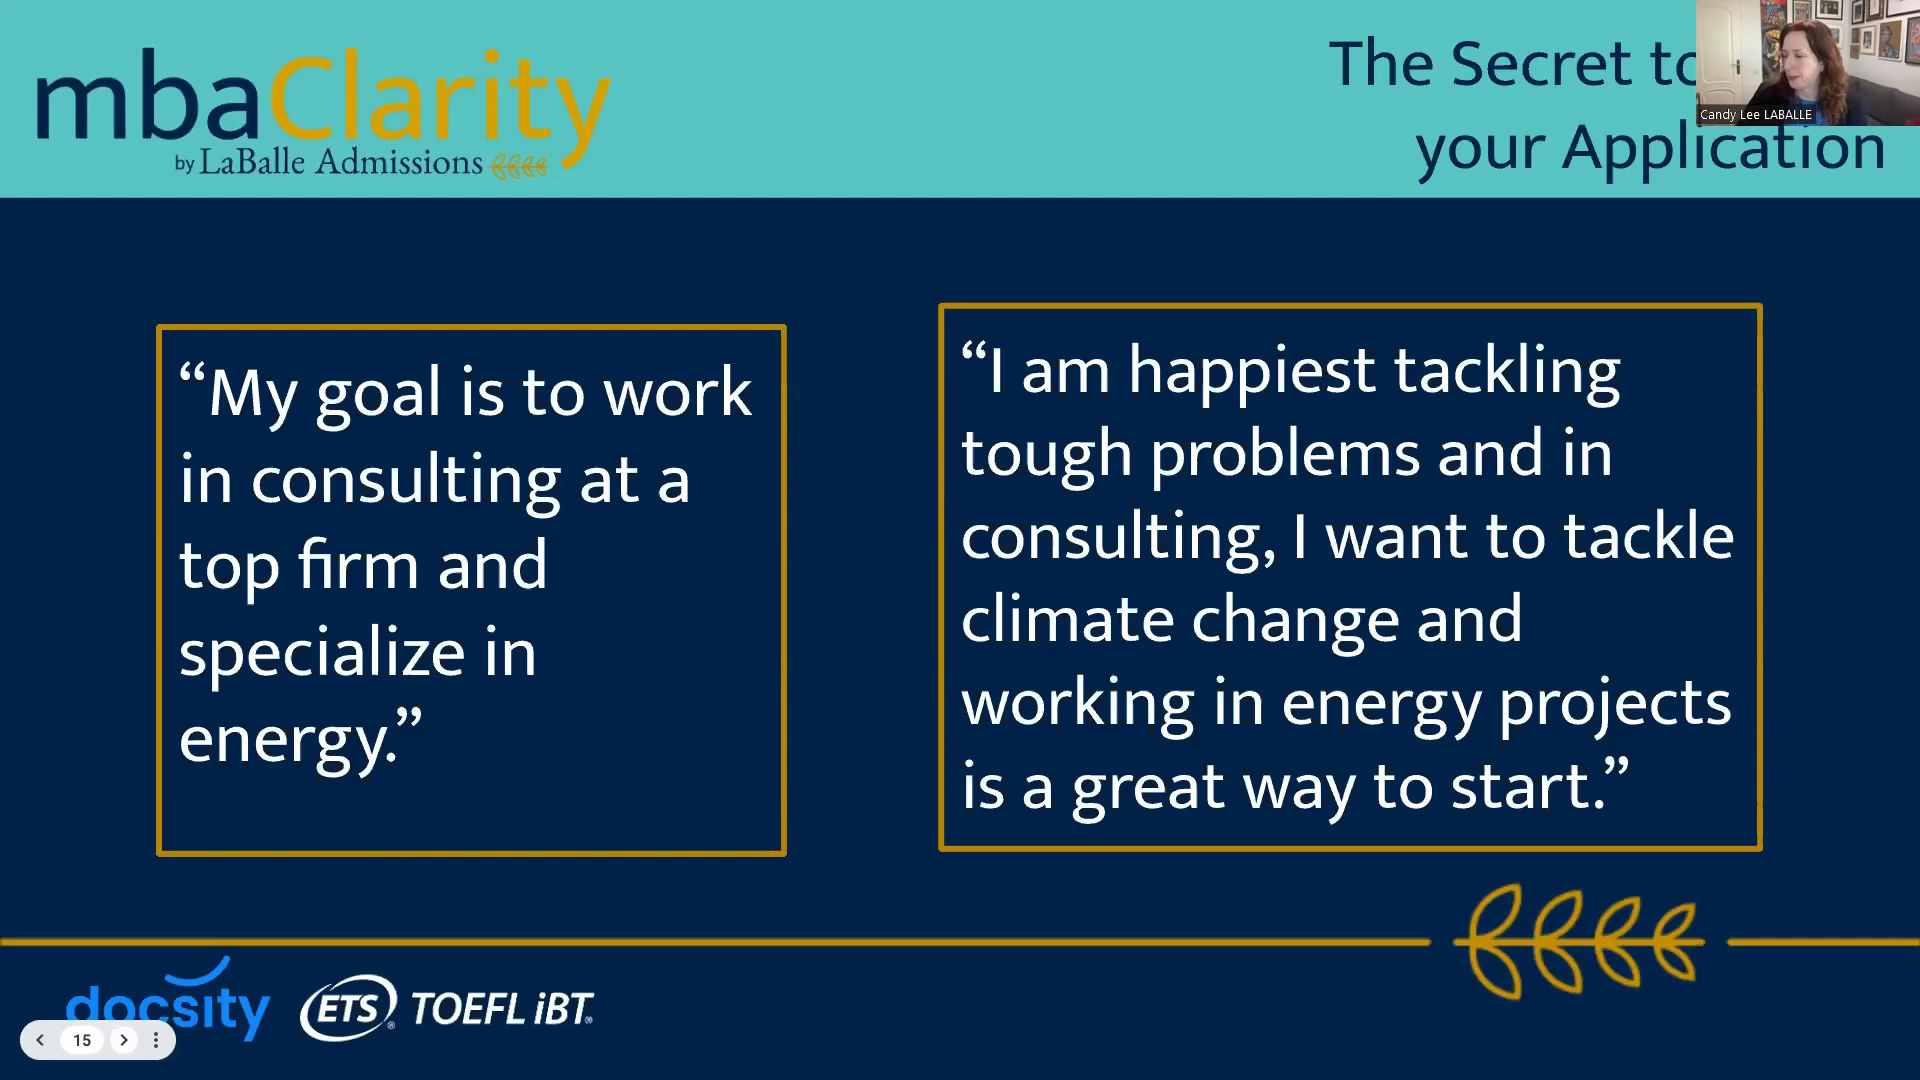 mbaClarity
by LaBalle Admissions
The Secret to
your Application
Candy Lee LABALLE
“My goal is to work
in consulting at a
top firm and
specialize in
energy.”
“I am happiest tackling
tough problems and in
consulting, I want to tackle
climate change and
working in energy projects
is a great way to start.”
docsity
ETS® TOEFL iBT®
15